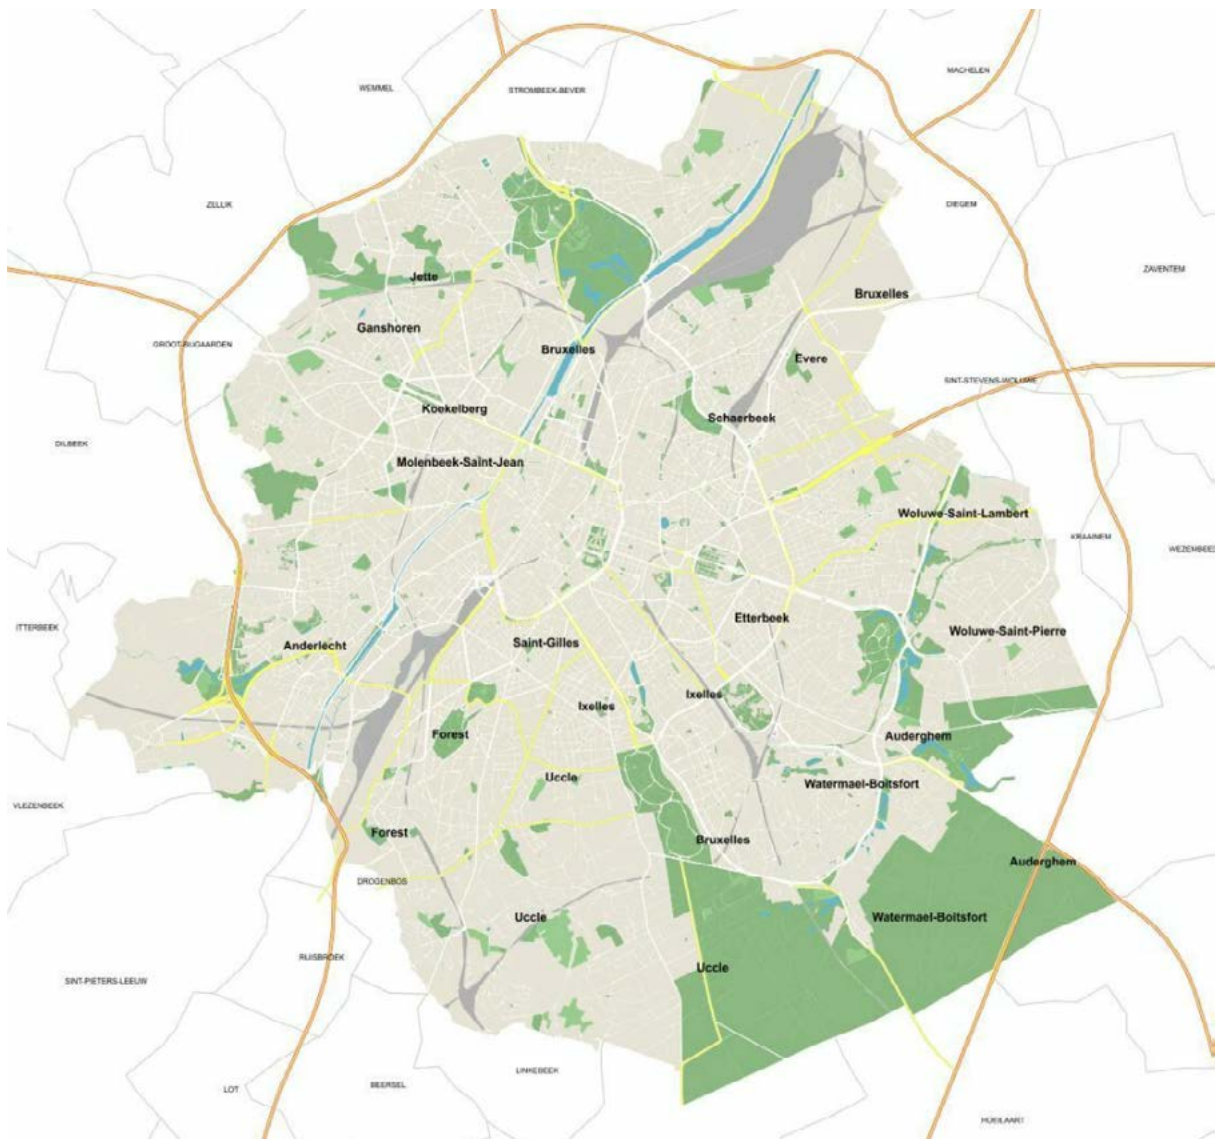 MACHELEN
WEMMEL
STROMBEEK-BEVER
ZELLIK
DIEGEM
ZAVENTEM
Jette
Bruxelles
Ganshoren
GROOT-BIJGAARDEN
Bruxelles
Evere
SINT-STEVENS-WOLUWE
Koekelberg
Schaerbeek
DILBEEK
Molenbeek-Saint-Jean
Woluwe-Saint-Lambert
KRAAINEM
WEZEMBEE
ITTERBEEK
Etterbeek
Woluwe-Saint-Pierre
Anderlecht
Saint-Gilles
Ixelles
Ixelles
Forest
Auderghem
Uccle
Watermael-Boitsfort
VLEZENBEEK
Forest
Bruxelles
Auderghem
DROGENBOS
Uccle
Watermael-Boitsfort
RUISBROEK
Uccle
SINT-PIETERS-LEEUW
LINKEBEEK
LOT
BEERSEL
HOEILAART